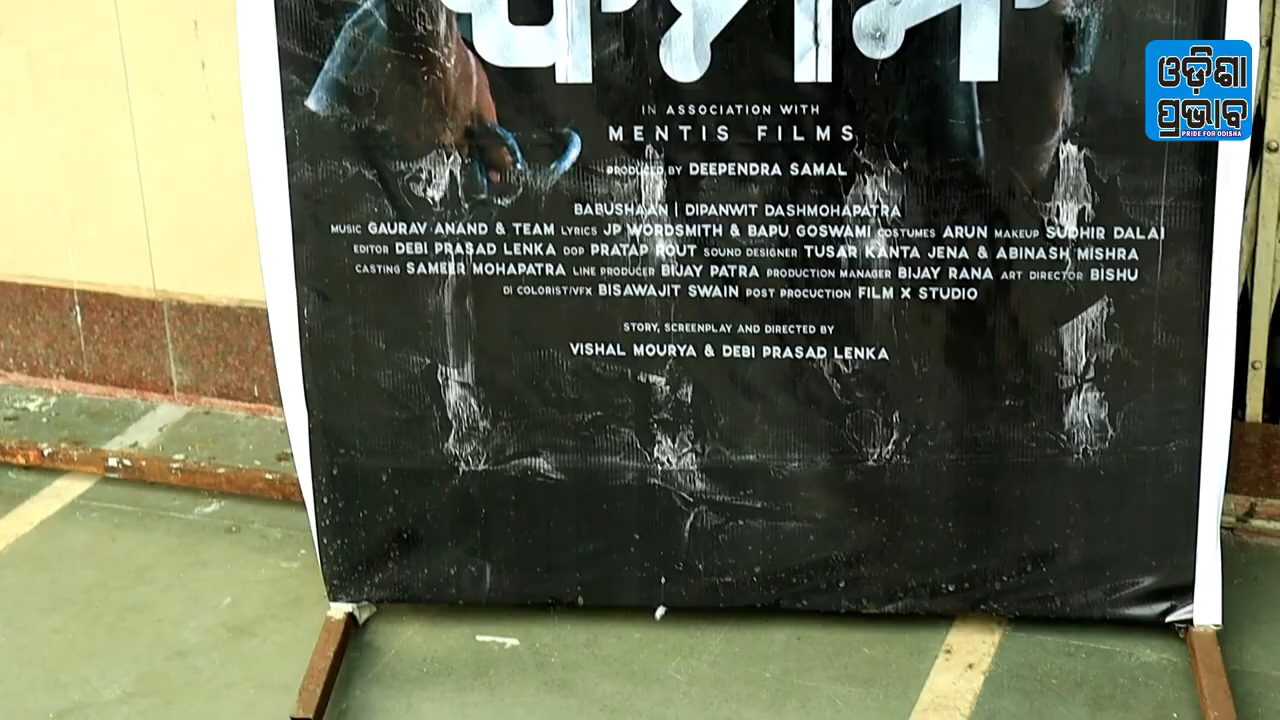 ଓଡ଼ିଶା
ପ୍ରଭାବ
PRIDE FOR ODISHA
IN ASSOCIATION WITH
MENTIS FILMS
PRODUCED BY DEEPENDRA SAMAL
BABUSHAAN | DIPANWIT DASHMOHAPATRA
MUSIC GAURAV ANAND & TEAM LYRICS JP WORDSMITH & BAPU GOSWAMI COSTUMES ARUN MAKEUP SUDHIR DALAI
EDITOR DEBI PRASAD LENKA DOP PRATAP ROUT SOUND DESIGNER TUSAR KANTA JENA & ABINASH MISHRA
CASTING SAMEER MOHAPATRA LINE PRODUCER BIJAY PATRA PRODUCTION MANAGER BIJAY RANA ART DIRECTOR BISHU
DI COLORIST/VFX BISAWAJIT SWAIN POST PROCUCTION FILM X STUDIO
STORY, SCREENPLAY AND DIRECTED BY
VISHAL MOURYA & DEBI PRASAD LENKA